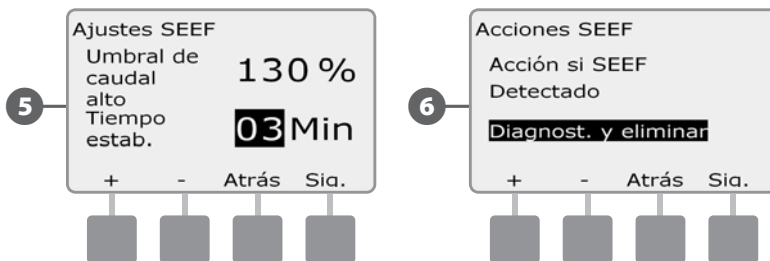 5
Ajustes SEEF
Umbral de
caudal
alto
130 %
Tiempo
estab.
03 Min
+ - Atrás Sig.
6
Acciones SEEF
Acción si SEEF
Detectado
Diagnost. y eliminar
+ - Atrás Sig.